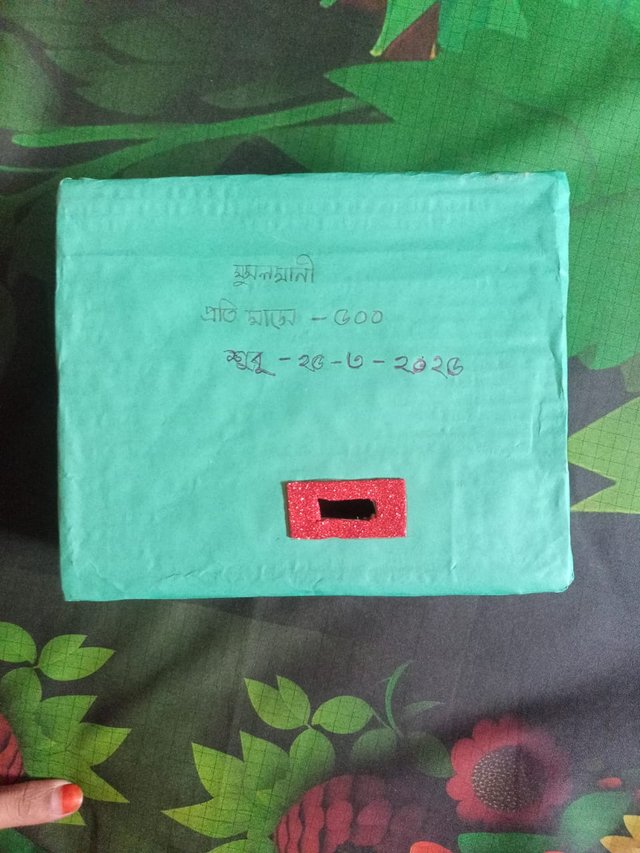 মুসলমানী
প্রতি মাসে - ৫০০
শুরু - ২৫ - ৩ - ২০২৫